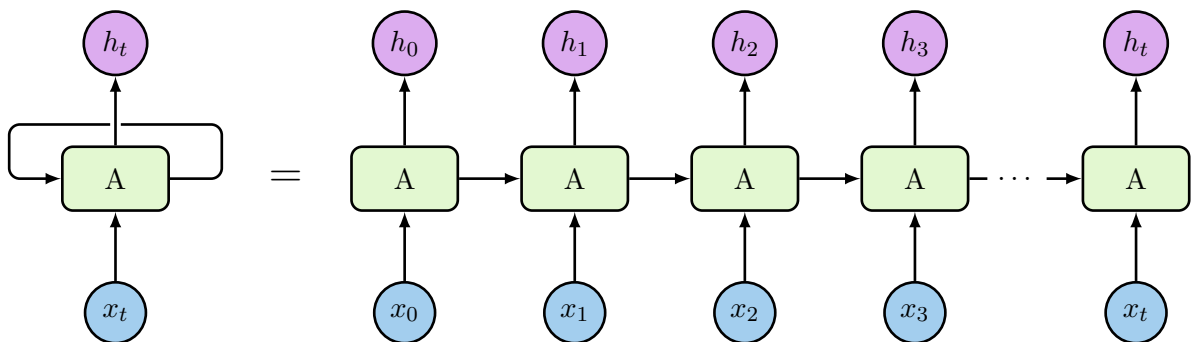 h_t h_0 h_1 h_2 h_3 h_t
A = A A A A ··· A
x_t x_0 x_1 x_2 x_3 x_t